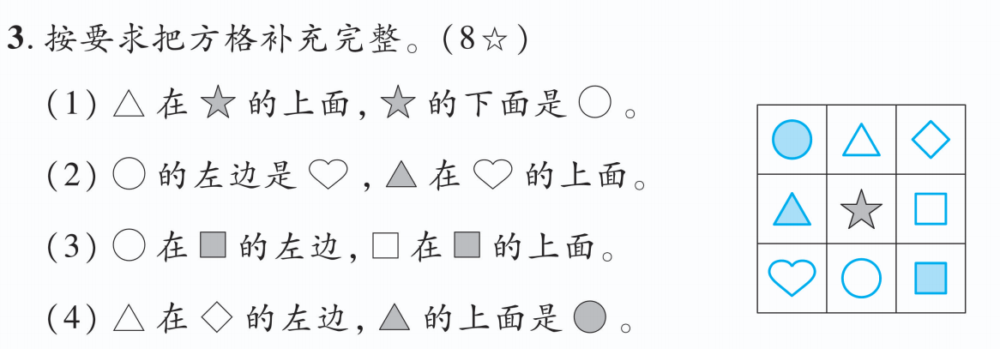 3. 按要求把方格补充完整。(8☆)
(1) △ 在 ★ 的上面,★ 的下面是 ○ 。
(2) ○ 的左边是 ♡ ,▲ 在 ♡ 的上面。
(3) ○ 在 ■ 的左边,□ 在 ■ 的上面。
(4) △ 在 ◇ 的左边,▲ 的上面是 ● 。